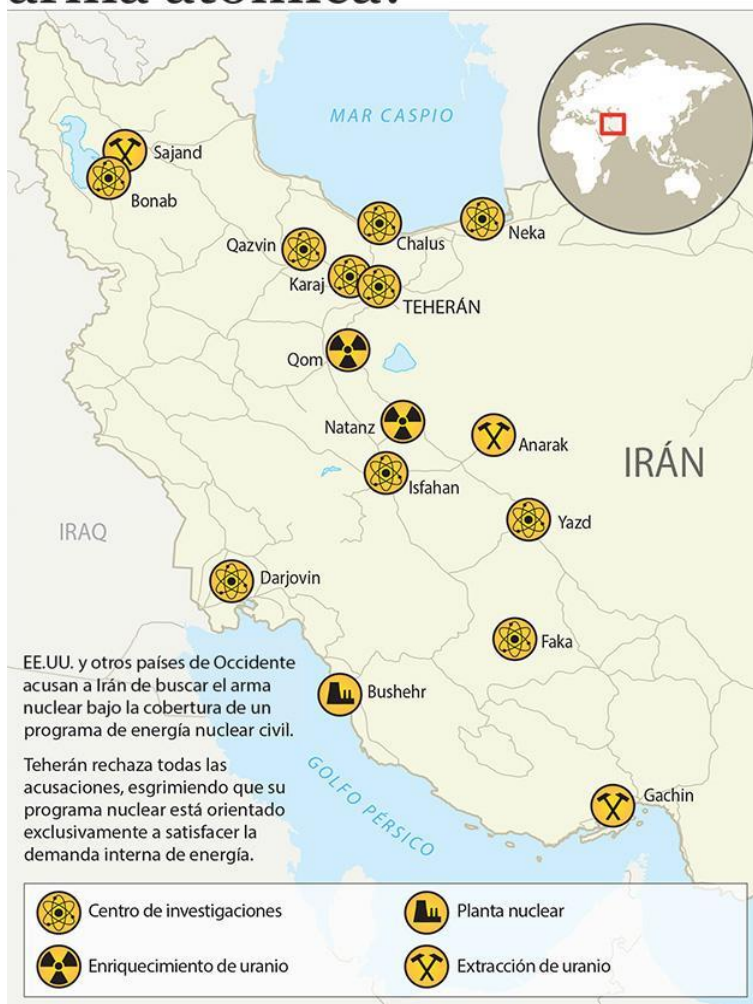 arma atómica?
MAR CASPIO
Sajand
Bonab
Qazvin
Chalus
Neka
Karaj
TEHERÁN
Qom
Natanz
Anarak
Isfahan
IRÁN
Yazd
IRAQ
Darjovin
Faka
EE.UU. y otros países de Occidente
acusan a Irán de buscar el arma
nuclear bajo la cobertura de un
programa de energía nuclear civil.
Bushehr
Teherán rechaza todas las
acusaciones, esgrimiendo que su
programa nuclear está orientado
exclusivamente a satisfacer la
demanda interna de energía.
GOLFO PÉRSICO
Gachin
Centro de investigaciones
Planta nuclear
Enriquecimiento de uranio
Extracción de uranio